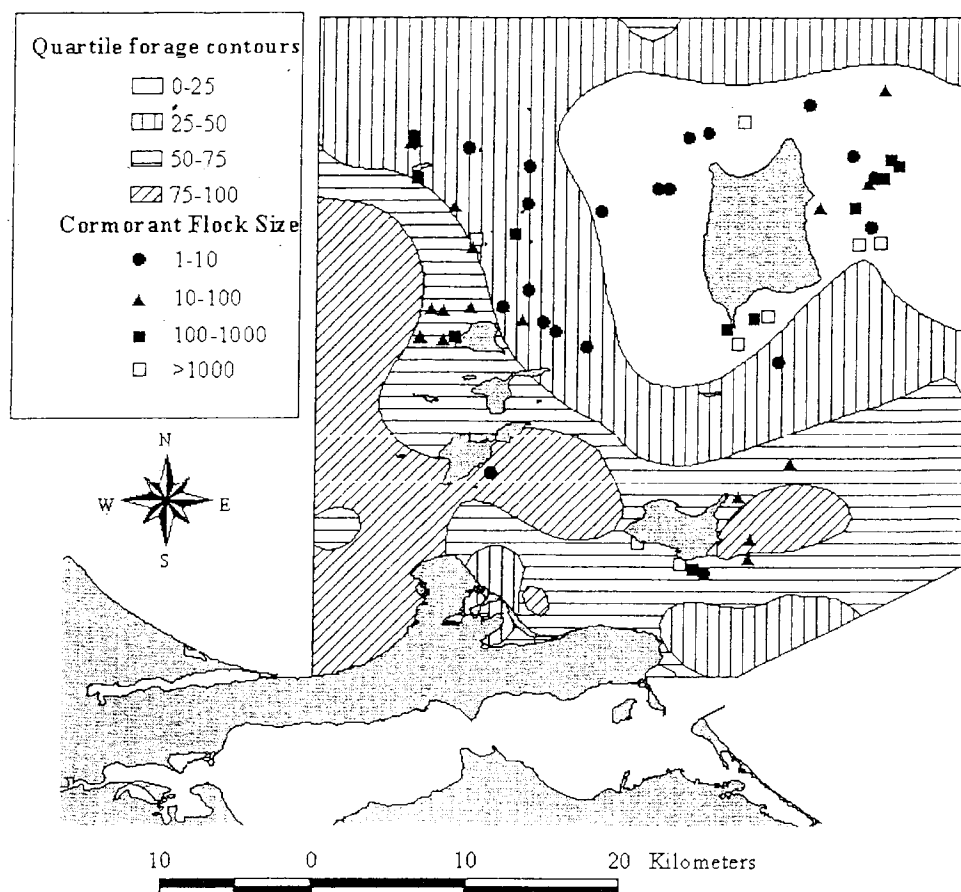 Quartile forage contours
0-25
25-50
50-75
75-100
Cormorant Flock Size
1-10
10-100
100-1000
>1000
N
W E
S
10 0 10 20 Kilometers